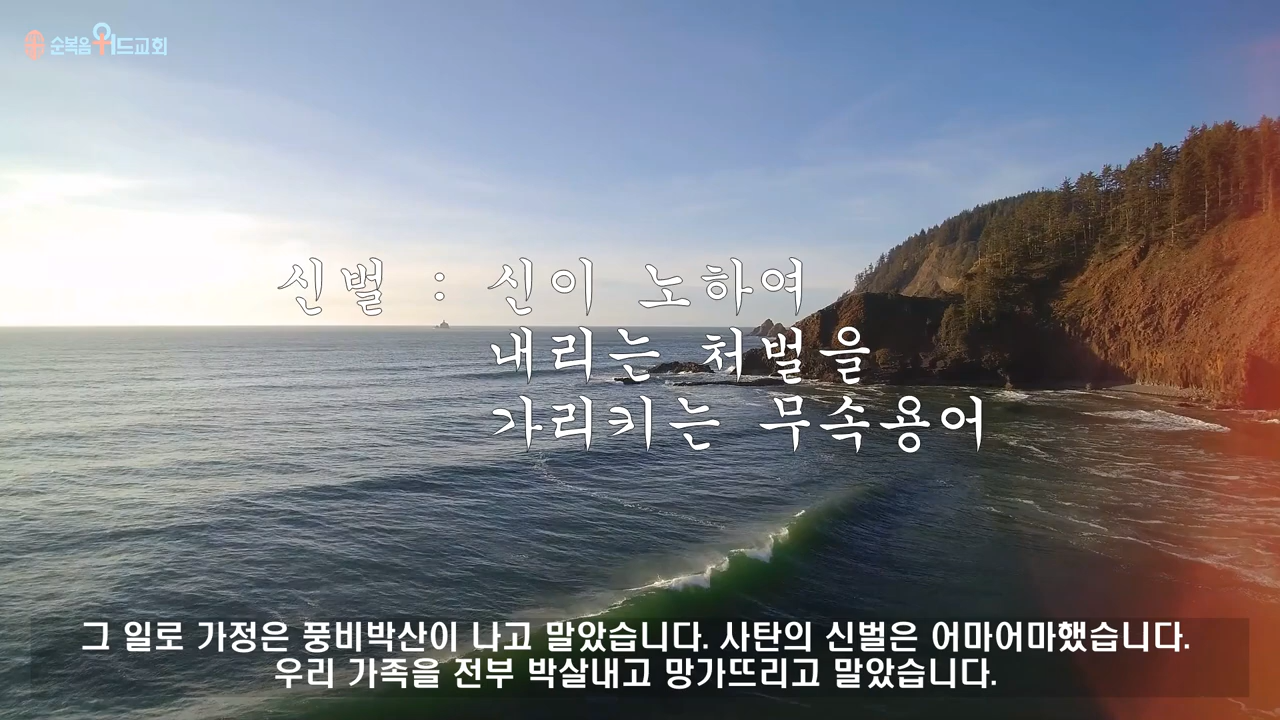 순복음위드교회
신벌 : 신이 노하여
내리는 처벌을
가리키는 무속용어
그 일로 가정은 풍비박산이 나고 말았습니다. 사탄의 신벌은 어마어마했습니다.
우리 가족을 전부 박살내고 망가뜨리고 말았습니다.